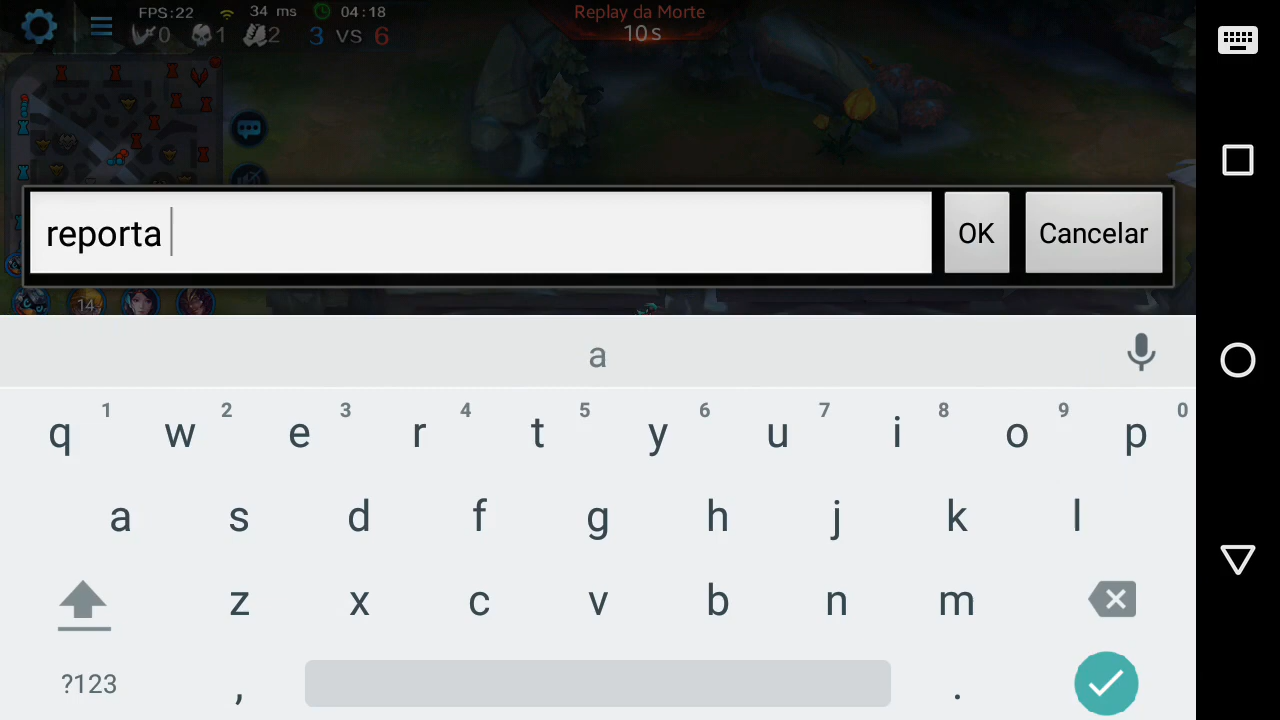 FPS:22 34 ms 04:18
0 1 2 3 VS 6
Replay da Morte
10s
reporta
OK
Cancelar
14
a
1 2 3 4 5 6 7 8 9 0
q w e r t y u i o p
a s d f g h j k l
z x c v b n m
?123 , .